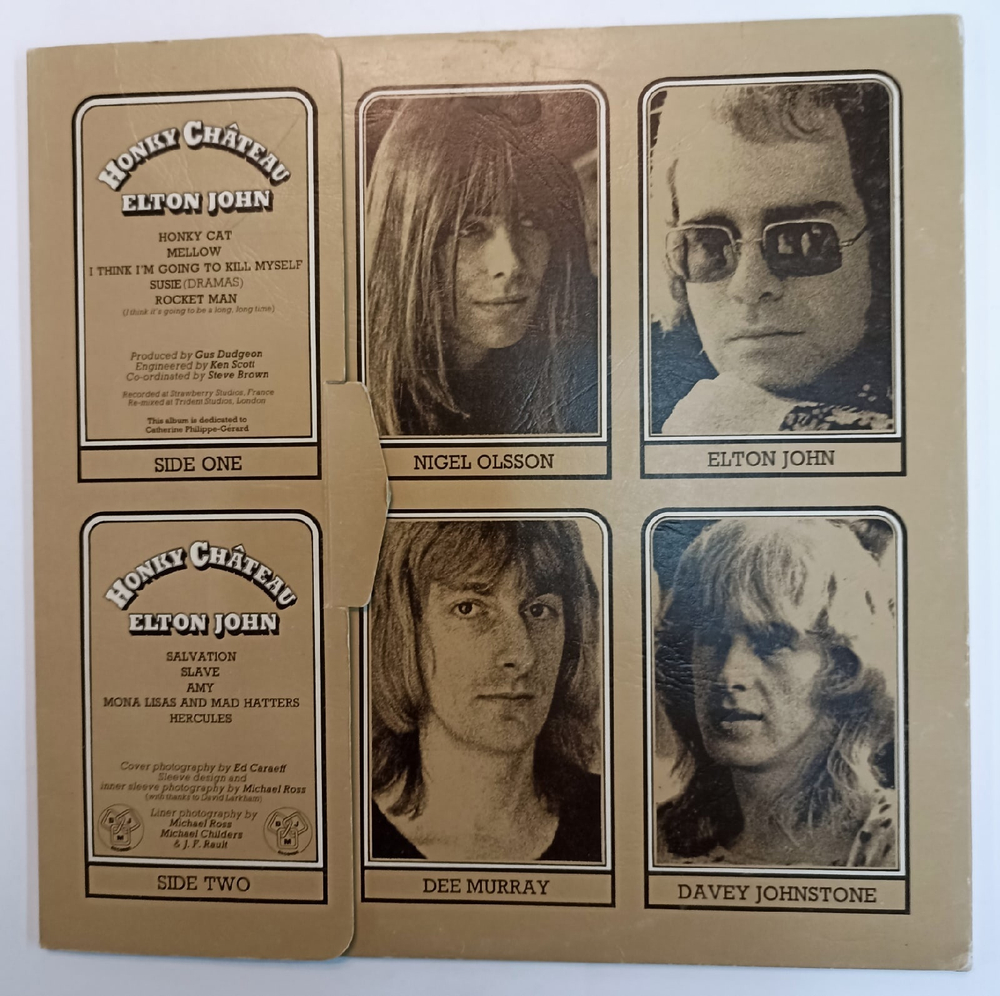 HONKY CHÂTEAU
ELTON JOHN
HONKY CAT
MELLOW
I THINK I'M GOING TO KILL MYSELF
SUSIE (DRAMAS)
ROCKET MAN
(I think it's going to be a long, long time)
Produced by Gus Dudgeon
Engineered by Ken Scott
Co-ordinated by Steve Brown
Recorded at Strawberry Studios, France
Re-mixed at Trident Studios, London
This album is dedicated to
Catherine Philippe-Gérard
SIDE ONE
NIGEL OLSSON
ELTON JOHN
HONKY CHÂTEAU
ELTON JOHN
SALVATION
SLAVE
AMY
MONA LISAS AND MAD HATTERS
HERCULES
Cover photography by Ed Caraeff
Sleeve design and
inner sleeve photography by Michael Ross
(with thanks to David Larkham)
Liner photography by
Michael Ross
Michael Childers
& J. F. Rault
D J M
D J M
SIDE TWO
DEE MURRAY
DAVEY JOHNSTONE